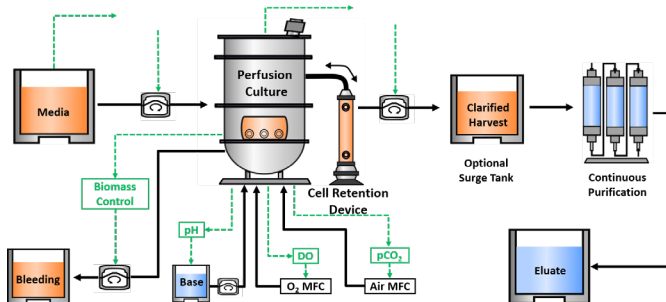 Media
Perfusion
Culture
Clarified
Harvest
Optional
Surge Tank
Continuous
Purification
Cell Retention
Device
Biomass
Control
pH
DO
pCO₂
Bleeding
Base
O₂ MFC
Air MFC
Eluate